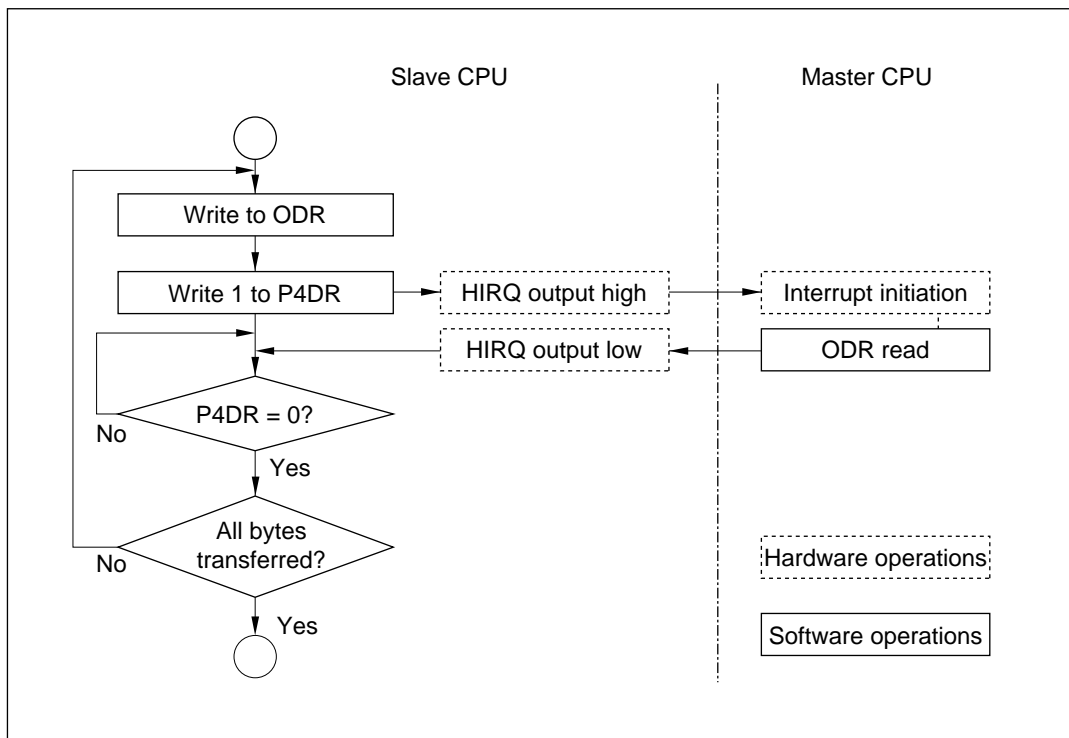 Slave CPU
Master CPU
Write to ODR
Write 1 to P4DR
HIRQ output high
Interrupt initiation
HIRQ output low
ODR read
P4DR = 0?
No
Yes
All bytes
transferred?
No
Yes
Hardware operations
Software operations